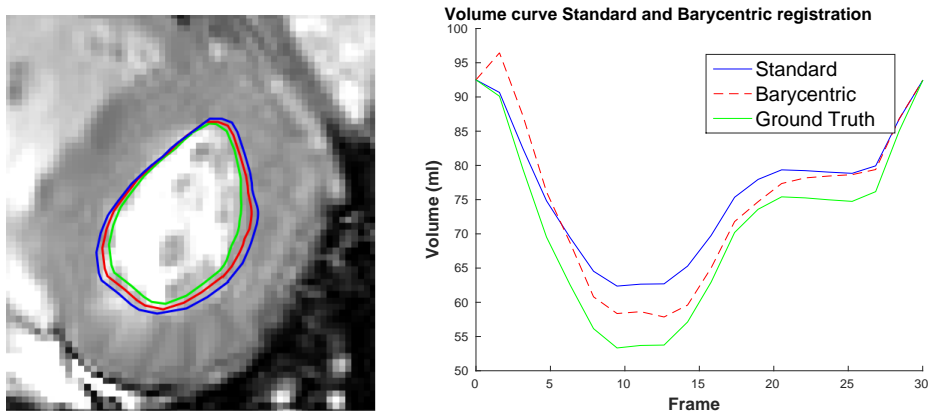 Volume curve Standard and Barycentric registration
100
95
90
85
80
75
70
65
60
55
50
Volume (ml)
Standard
Barycentric
Ground Truth
0 5 10 15 20 25 30
Frame